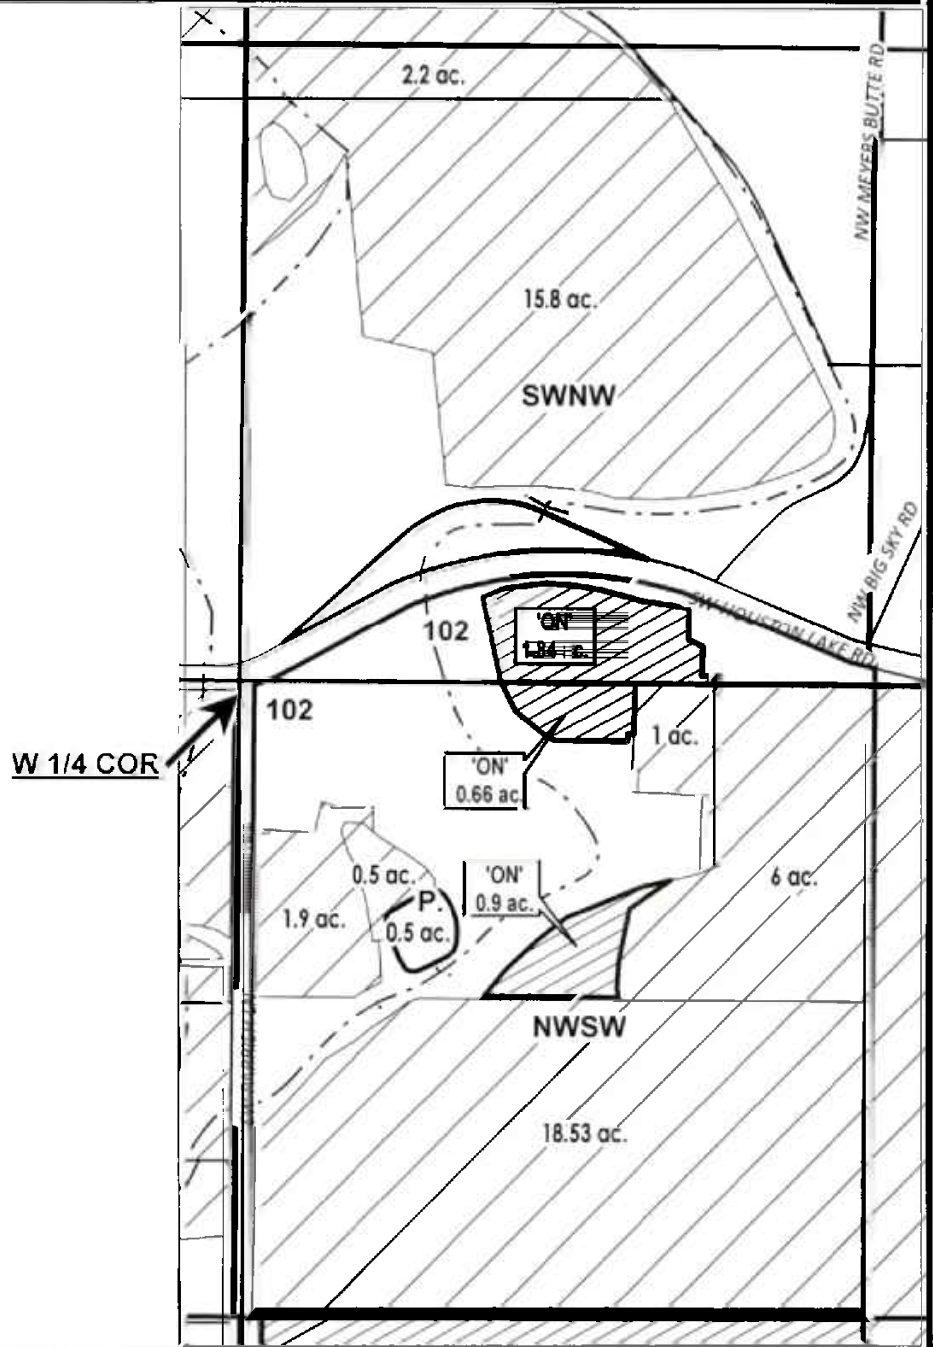 2.2 ac.
NW MEYERS BUTTE RD
15.8 ac.
SWNW
NW BIG SKY RD
SW HOUSTON LAKE RD
'ON'
102
102
W 1/4 COR
1 ac.
'ON'
0.66 ac.
0.5 ac.
'ON'
0.9 ac.
6 ac.
P.
1.9 ac.
0.5 ac.
NWSW
18.53 ac.